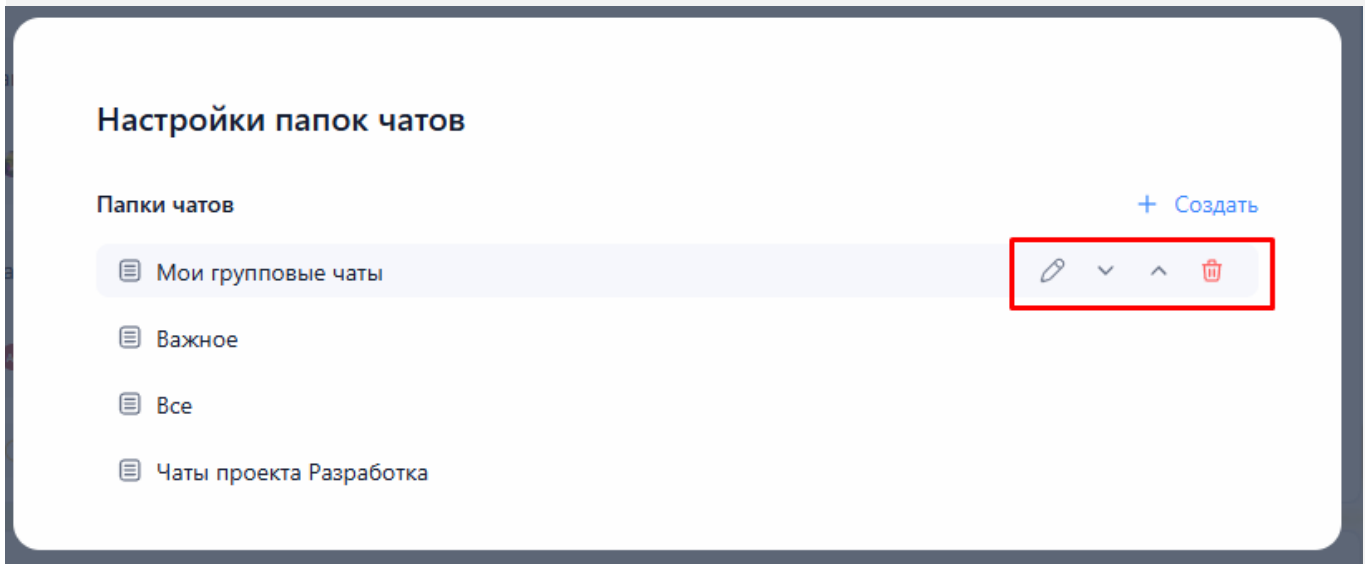 Настройки папок чатов
Папки чатов
+ Создать
Мои групповые чаты
Важное
Все
Чаты проекта Разработка